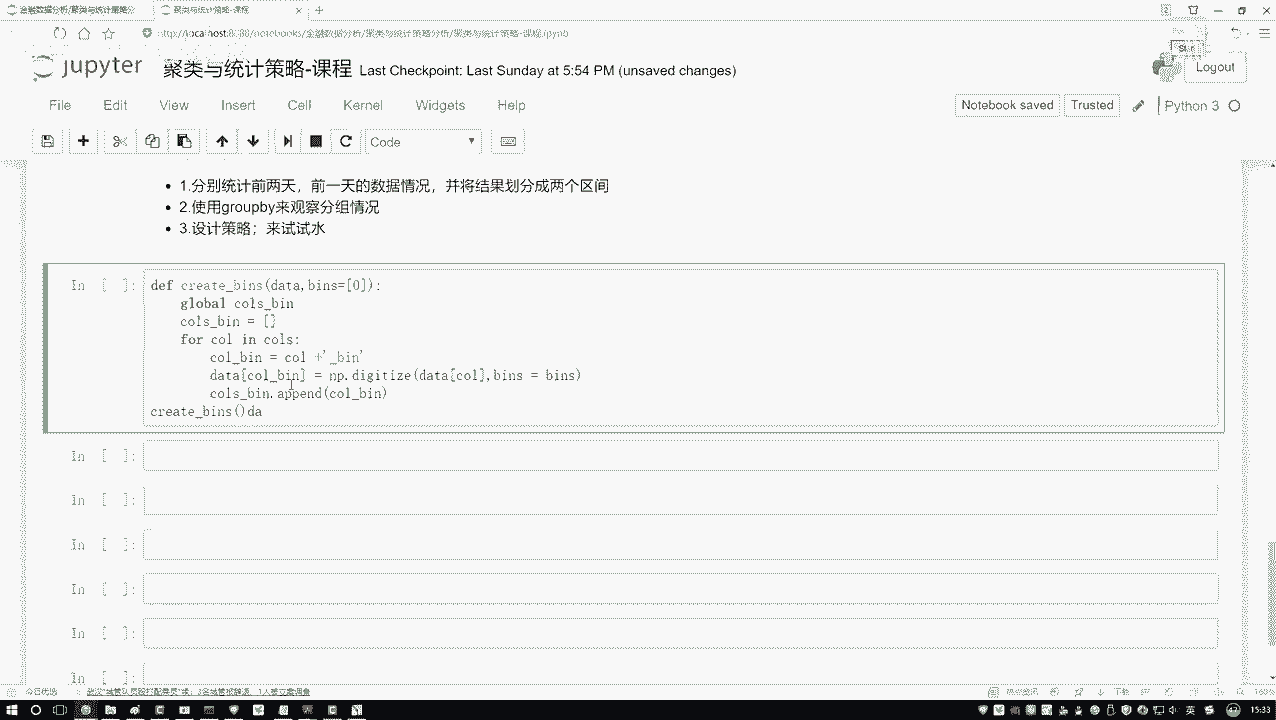 金融数据分析/聚类与统计策略分
聚类与统计策略-课程
localhost:8080/notebooks/金融数据分析/聚类与统计策略分析/聚类与统计策略-课程.ipynb
jupyter 聚类与统计策略-课程 Last Checkpoint: Last Sunday at 5:54 PM (unsaved changes)
Logout
File Edit View Insert Cell Kernel Widgets Help
Notebook saved Trusted Python 3
Code
1.分别统计前两天，前一天的数据情况，并将结果划分成两个区间
2.使用groupby来观察分组情况
3.设计策略；来试试水
In [ ]:
def create_bins(data,bins=[0]):
    global cols_bin
    cols_bin = []
    for col in cols:
        col_bin = col +'_bin'
        data[col_bin] = np.digitize(data[col],bins = bins)
        cols_bin.append(col_bin)
create_bins()da
In [ ]:
In [ ]:
In [ ]:
In [ ]:
In [ ]:
In [ ]:
今日优选
英
15:33